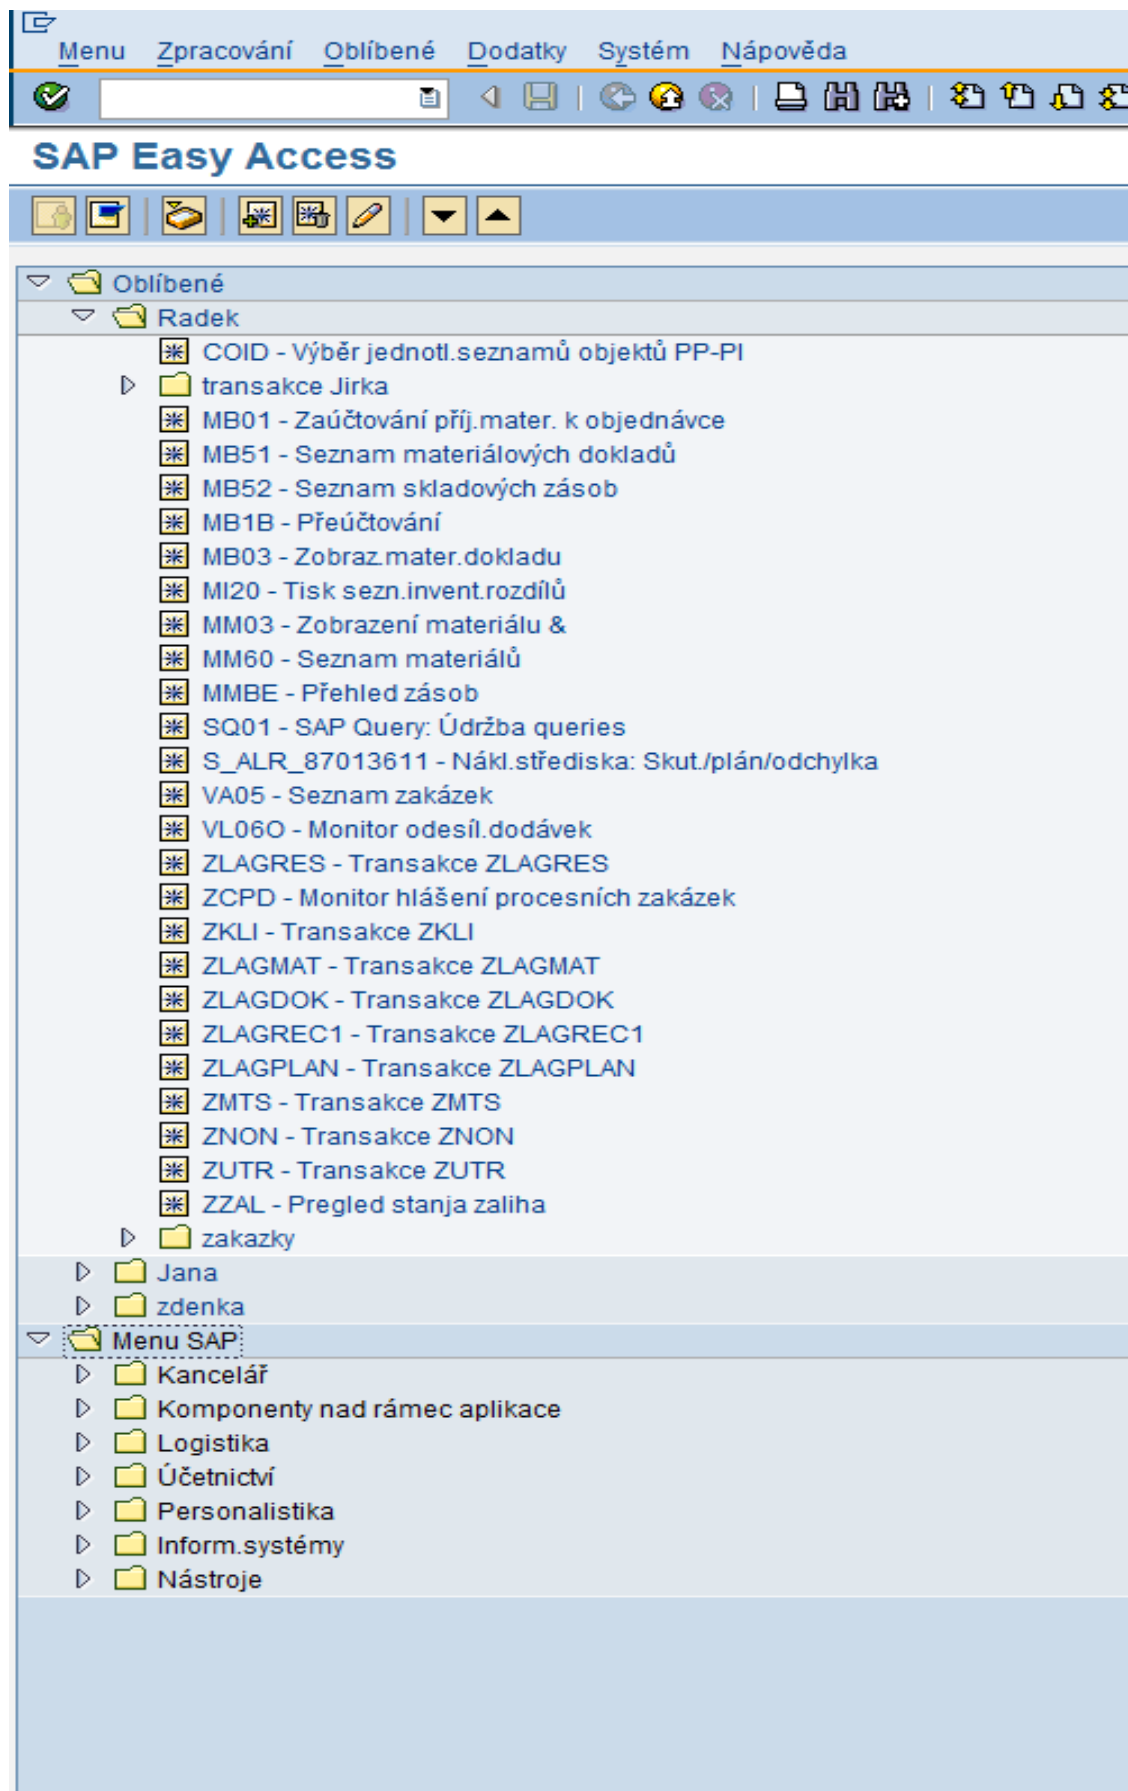 Menu Zpracování Oblíbené Dodatky Systém Nápověda
SAP Easy Access
Oblíbené
Radek
COID - Výběr jednotl.seznamů objektů PP-PI
transakce Jirka
MB01 - Zaúčtování příj.mater. k objednávce
MB51 - Seznam materiálových dokladů
MB52 - Seznam skladových zásob
MB1B - Přeúčtování
MB03 - Zobraz.mater.dokladu
MI20 - Tisk sezn.invent.rozdílů
MM03 - Zobrazení materiálu &
MM60 - Seznam materiálů
MMBE - Přehled zásob
SQ01 - SAP Query: Údržba queries
S_ALR_87013611 - Nákl.střediska: Skut./plán/odchylka
VA05 - Seznam zakázek
VL06O - Monitor odesíl.dodávek
ZLAGRES - Transakce ZLAGRES
ZCPD - Monitor hlášení procesních zakázek
ZKLI - Transakce ZKLI
ZLAGMAT - Transakce ZLAGMAT
ZLAGDOK - Transakce ZLAGDOK
ZLAGREC1 - Transakce ZLAGREC1
ZLAGPLAN - Transakce ZLAGPLAN
ZMTS - Transakce ZMTS
ZNON - Transakce ZNON
ZUTR - Transakce ZUTR
ZZAL - Pregled stanja zaliha
zakazky
Jana
zdenka
Menu SAP
Kancelář
Komponenty nad rámec aplikace
Logistika
Účetnictví
Personalistika
Inform.systémy
Nástroje